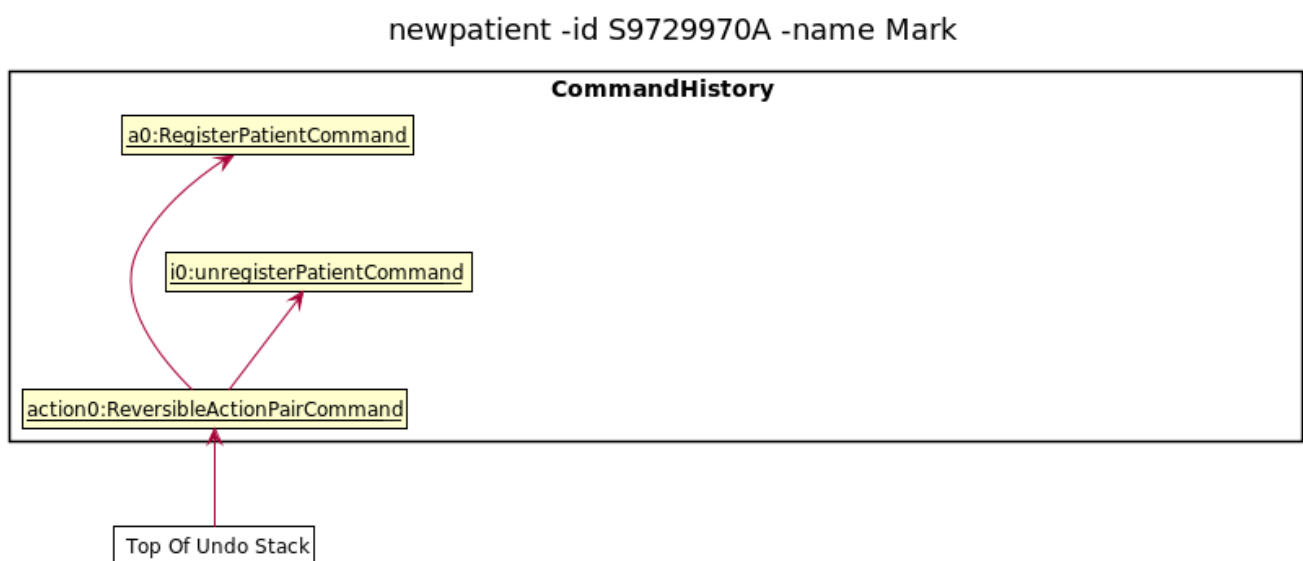 newpatient -id S9729970A -name Mark
CommandHistory
a0:RegisterPatientCommand
i0:unregisterPatientCommand
action0:ReversibleActionPairCommand
Top Of Undo Stack